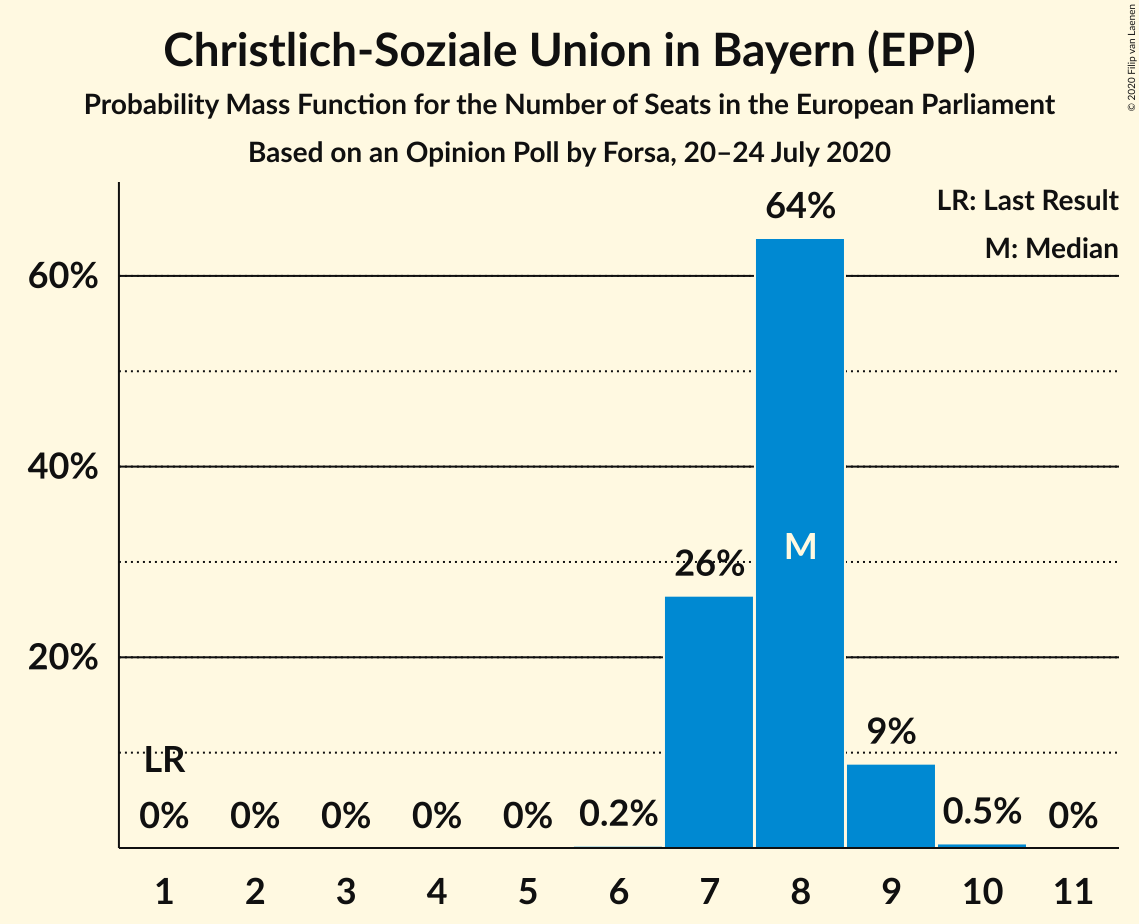 Christlich-Soziale Union in Bayern (EPP)
Probability Mass Function for the Number of Seats in the European Parliament
Based on an Opinion Poll by Forsa, 20–24 July 2020
© 2020 Filip van Laenen
LR: Last Result
M: Median
64%
60%
40%
M
26%
20%
9%
LR
0% 0% 0% 0% 0% 0.2% 0.5% 0%
1 2 3 4 5 6 7 8 9 10 11